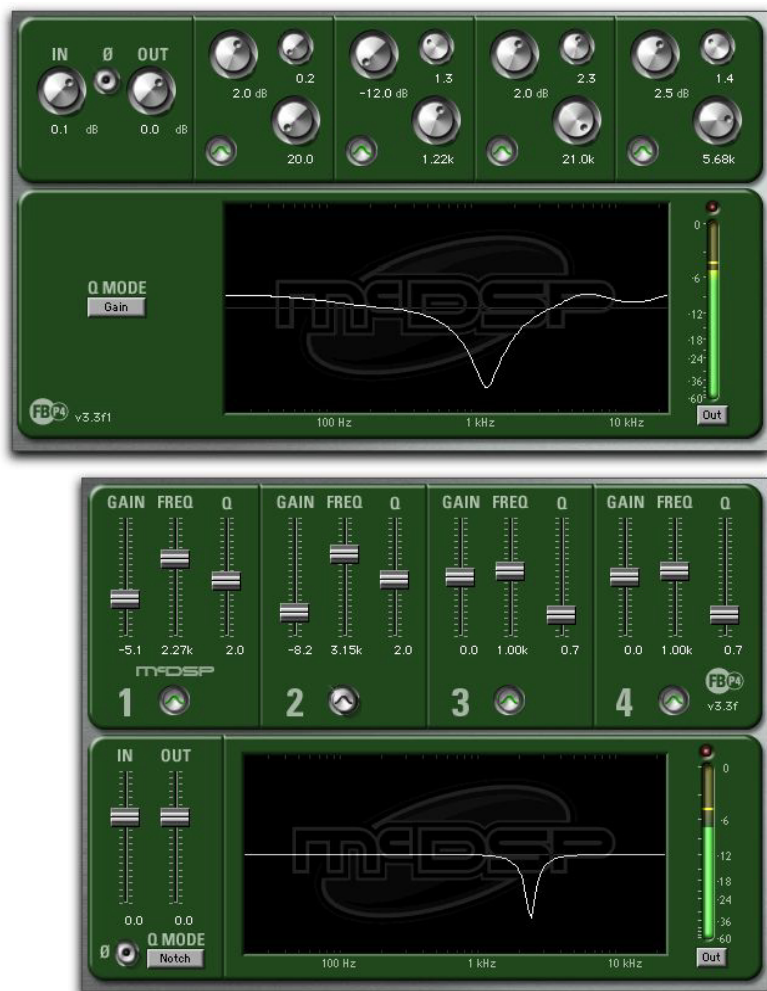 IN Ø OUT
0.1 dB 0.0 dB
2.0 dB 0.2
20.0
-12.0 dB 1.3
1.22k
2.0 dB 2.3
21.0k
2.5 dB 1.4
5.68k
Q MODE
Gain
FB P4 v3.3f1
McDSP
100 Hz 1 kHz 10 kHz
0
-6
-12
-18
-24
-36
-60
Out
GAIN FREQ Q
-5.1 2.27k 2.0
McDSP
1
GAIN FREQ Q
-8.2 3.15k 2.0
2
GAIN FREQ Q
0.0 1.00k 0.7
3
GAIN FREQ Q
0.0 1.00k 0.7
4
FB P4
v3.3f
IN OUT
0.0 0.0
Ø Q MODE
Notch
McDSP
100 Hz 1 kHz 10 kHz
0
-6
-12
-18
-24
-36
-60
Out